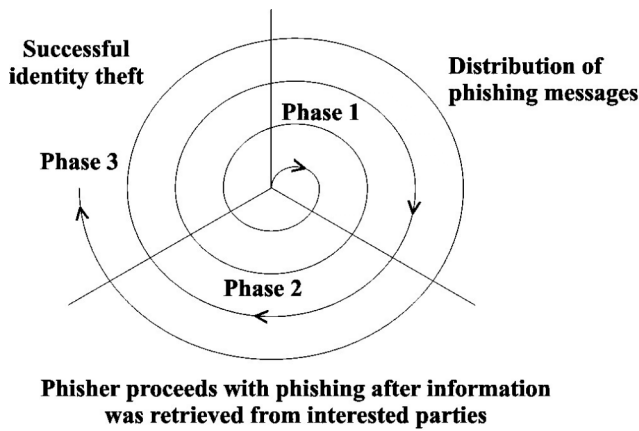 Successful
identity theft
Distribution of
phishing messages
Phase 1
Phase 3
Phase 2
Phisher proceeds with phishing after information
was retrieved from interested parties